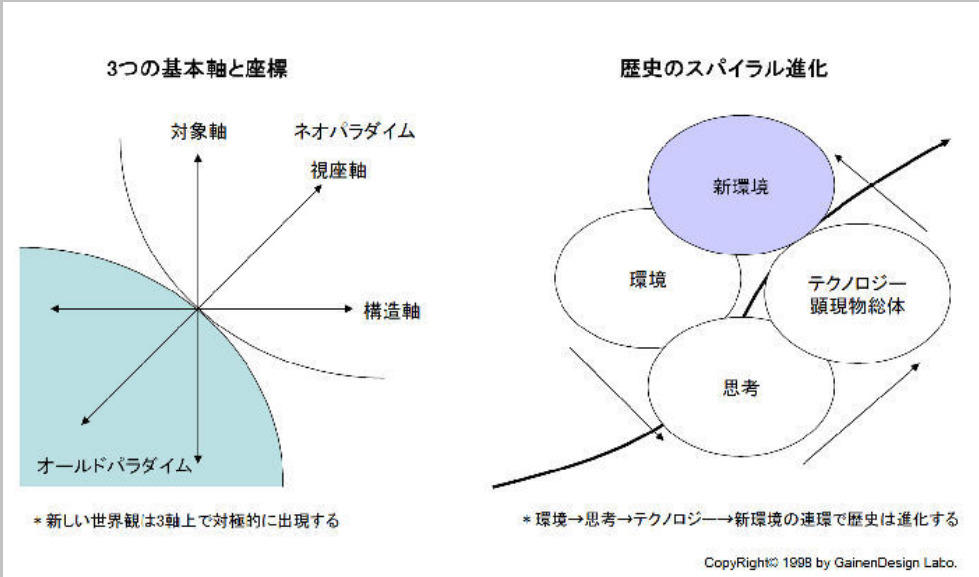 3つの基本軸と座標
対象軸
ネオパラダイム
視座軸
構造軸
オールドパラダイム
＊新しい世界観は3軸上で対極的に出現する
歴史のスパイラル進化
新環境
環境
テクノロジー
顕現物総体
思考
＊環境→思考→テクノロジー→新環境の連環で歴史は進化する
CopyRight© 1998 by GainenDesign Labo.